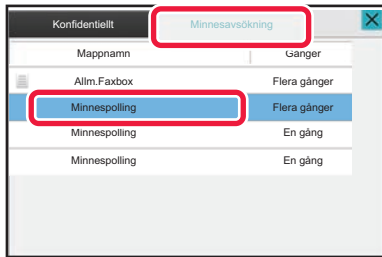 Konfidentiellt Minnesavsökning
Mappnamn Gånger
Allm.Faxbox Flera gånger
Minnespolling Flera gånger
Minnespolling En gång
Minnespolling En gång